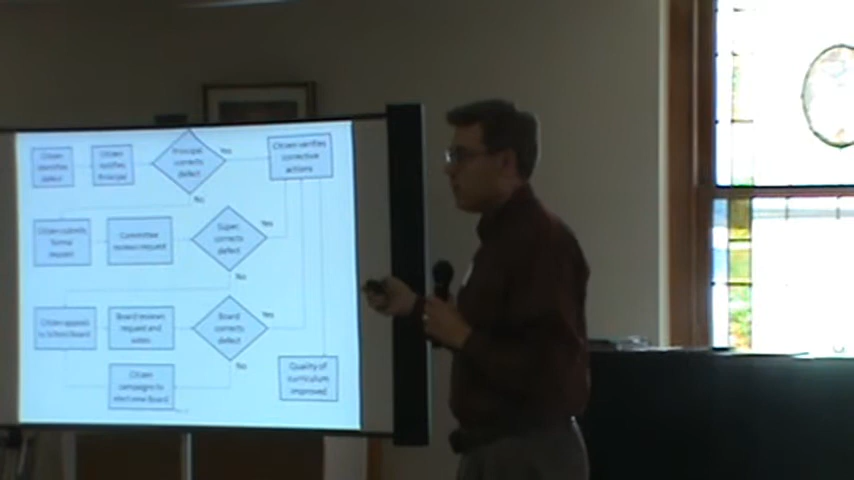 Citizen
identifies
defect
Citizen
notifies
Principal
Principal
corrects
defect
Yes
Citizen verifies
corrective
actions
No
Citizen submits
formal
request
Committee
reviews request
Super.
corrects
defect
Yes
No
Citizen appeals
to School Board
Board reviews
request and
votes
Board
corrects
defect
Yes
No
Citizen
campaigns to
elect new Board
Quality of
curriculum
improved